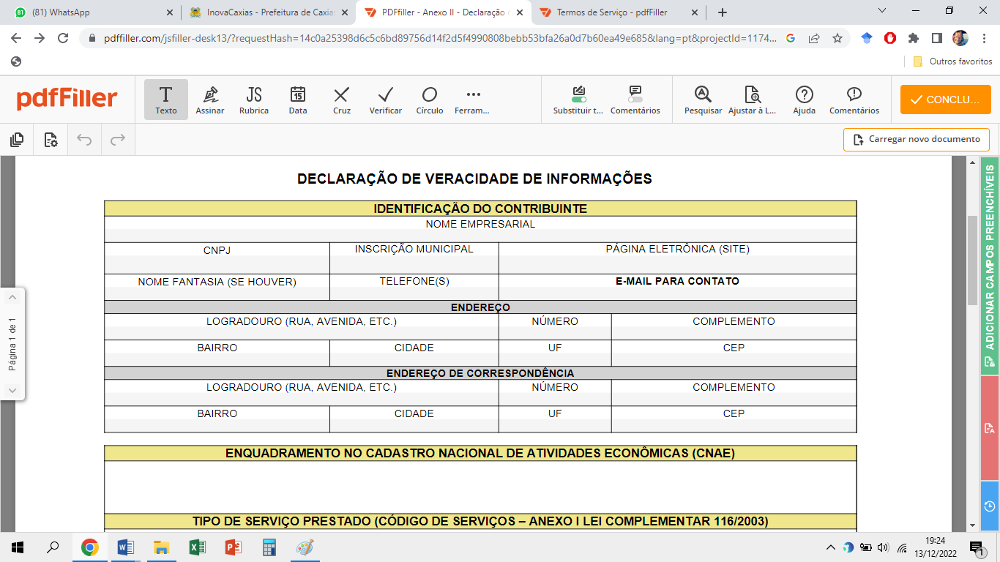 (81) WhatsApp
InovaCaxias - Prefeitura de Caxias
PDFfiller - Anexo II - Declaração
Termos de Serviço - pdfFiller
pdffiller.com/jsfiller-desk13/?requestHash=14c0a25398d6c5c6bd89756d14f2d5f4990808bebb53bfa26a0d7b60ea49e685&lang=pt&projectId=1174...
Outros favoritos
pdfFiller
Texto
Assinar
JS
Rubrica
15
Data
Cruz
Verificar
Círculo
Ferram...
Substituir t...
Comentários
Pesquisar
Ajustar à L...
Ajuda
Comentários
CONCLU...
Carregar novo documento
DECLARAÇÃO DE VERACIDADE DE INFORMAÇÕES
IDENTIFICAÇÃO DO CONTRIBUINTE
NOME EMPRESARIAL
CNPJ
INSCRIÇÃO MUNICIPAL
PÁGINA ELETRÔNICA (SITE)
NOME FANTASIA (SE HOUVER)
TELEFONE(S)
E-MAIL PARA CONTATO
ENDEREÇO
LOGRADOURO (RUA, AVENIDA, ETC.)
NÚMERO
COMPLEMENTO
BAIRRO
CIDADE
UF
CEP
ENDEREÇO DE CORRESPONDÊNCIA
LOGRADOURO (RUA, AVENIDA, ETC.)
NÚMERO
COMPLEMENTO
BAIRRO
CIDADE
UF
CEP
ENQUADRAMENTO NO CADASTRO NACIONAL DE ATIVIDADES ECONÔMICAS (CNAE)
TIPO DE SERVIÇO PRESTADO (CÓDIGO DE SERVIÇOS – ANEXO I LEI COMPLEMENTAR 116/2003)
Página 1 de 1
ADICIONAR CAMPOS PREENCHÍVEIS
19:24
13/12/2022
1